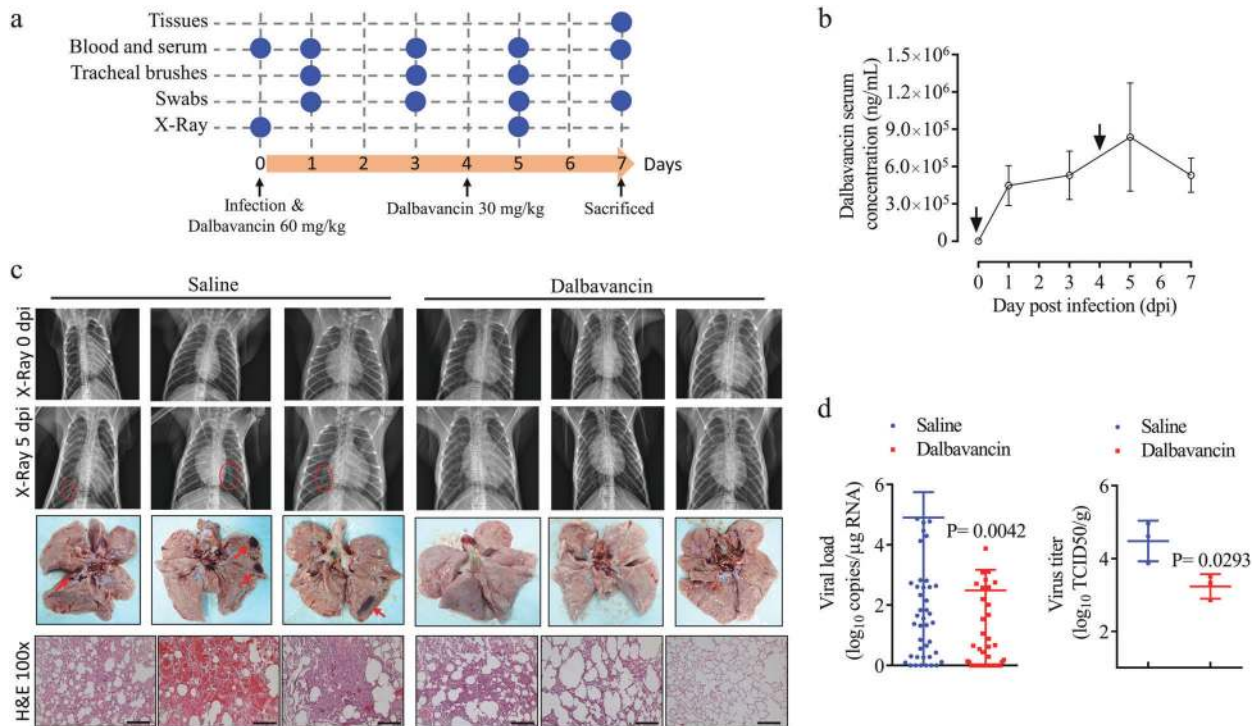 a
Tissues
Blood and serum
Tracheal brushes
Swabs
X-Ray
0 1 2 3 4 5 6 7 Days
Infection &
Dalbavancin 60 mg/kg
Dalbavancin 30 mg/kg
Sacrificed
b
Dalbavancin serum
concentration (ng/mL)
1.5×10⁶
1.2×10⁶
9.0×10⁵
6.0×10⁵
3.0×10⁵
0
0 1 2 3 4 5 6 7
Day post infection (dpi)
c
Saline
Dalbavancin
X-Ray 0 dpi
X-Ray 5 dpi
H&E 100x
d
Saline
Dalbavancin
Viral load
(log₁₀ copies/μg RNA)
6
4
2
0
P= 0.0042
Saline
Dalbavancin
Virus titer
(log₁₀ TCID50/g)
6
4
2
P= 0.0293